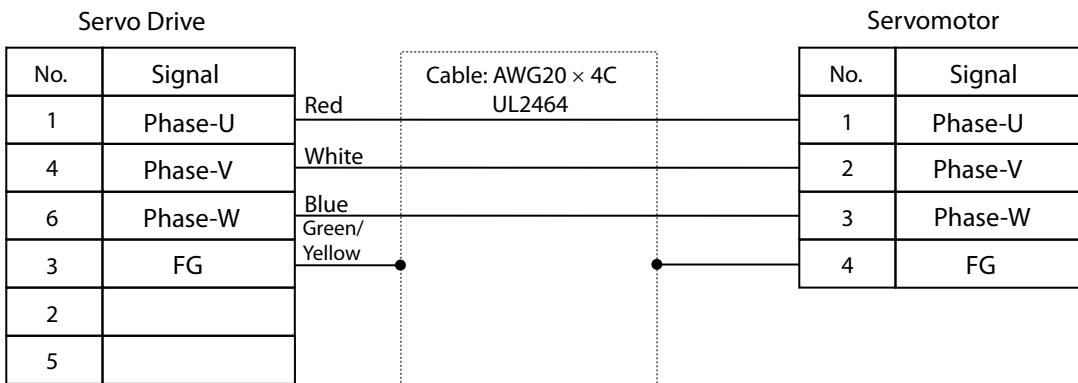 Servo Drive
Servomotor
No. Signal
Cable: AWG20 × 4C
UL2464
No. Signal
1 Phase-U
Red
1 Phase-U
4 Phase-V
White
2 Phase-V
6 Phase-W
Blue
3 Phase-W
3 FG
Green/
Yellow
4 FG
2
5